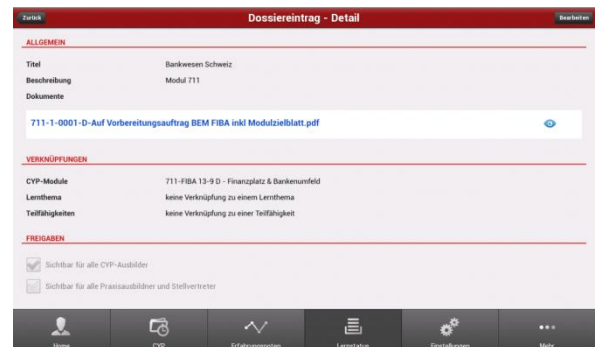 Zurück
Dossiereintrag - Detail
Bearbeiten
ALLGEMEIN
Titel Bankwesen Schweiz
Beschreibung Modul 711
Dokumente
711-1-0001-D-Auf Vorbereitungsauftrag BEM FIBA inkl Modulzielblatt.pdf
VERKNÜPFUNGEN
CYP-Module 711-FIBA 13-9 D - Finanzplatz & Bankenumfeld
Lernthema keine Verknüpfung zu einem Lernthema
Teilfähigkeiten keine Verknüpfung zu einer Teilfähigkeit
FREIGABEN
Sichtbar für alle CYP-Ausbilder
Sichtbar für alle Praxisausbildner und Stellvertreter
Home CYP Erfahrungsnoten Lernstatus Einstellungen Mehr